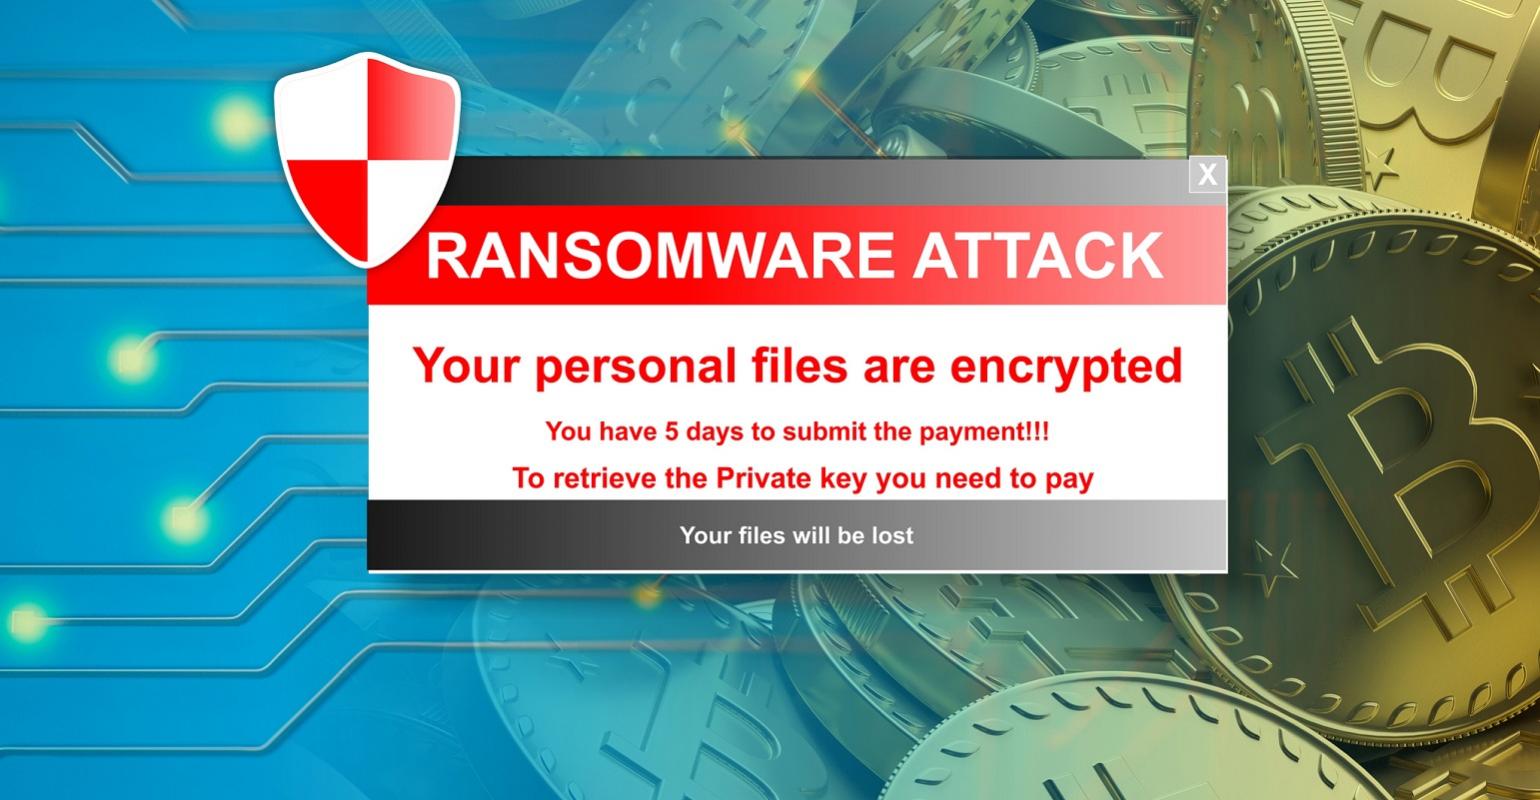 X
RANSOMWARE ATTACK
Your personal files are encrypted
You have 5 days to submit the payment!!!
To retrieve the Private key you need to pay
Your files will be lost